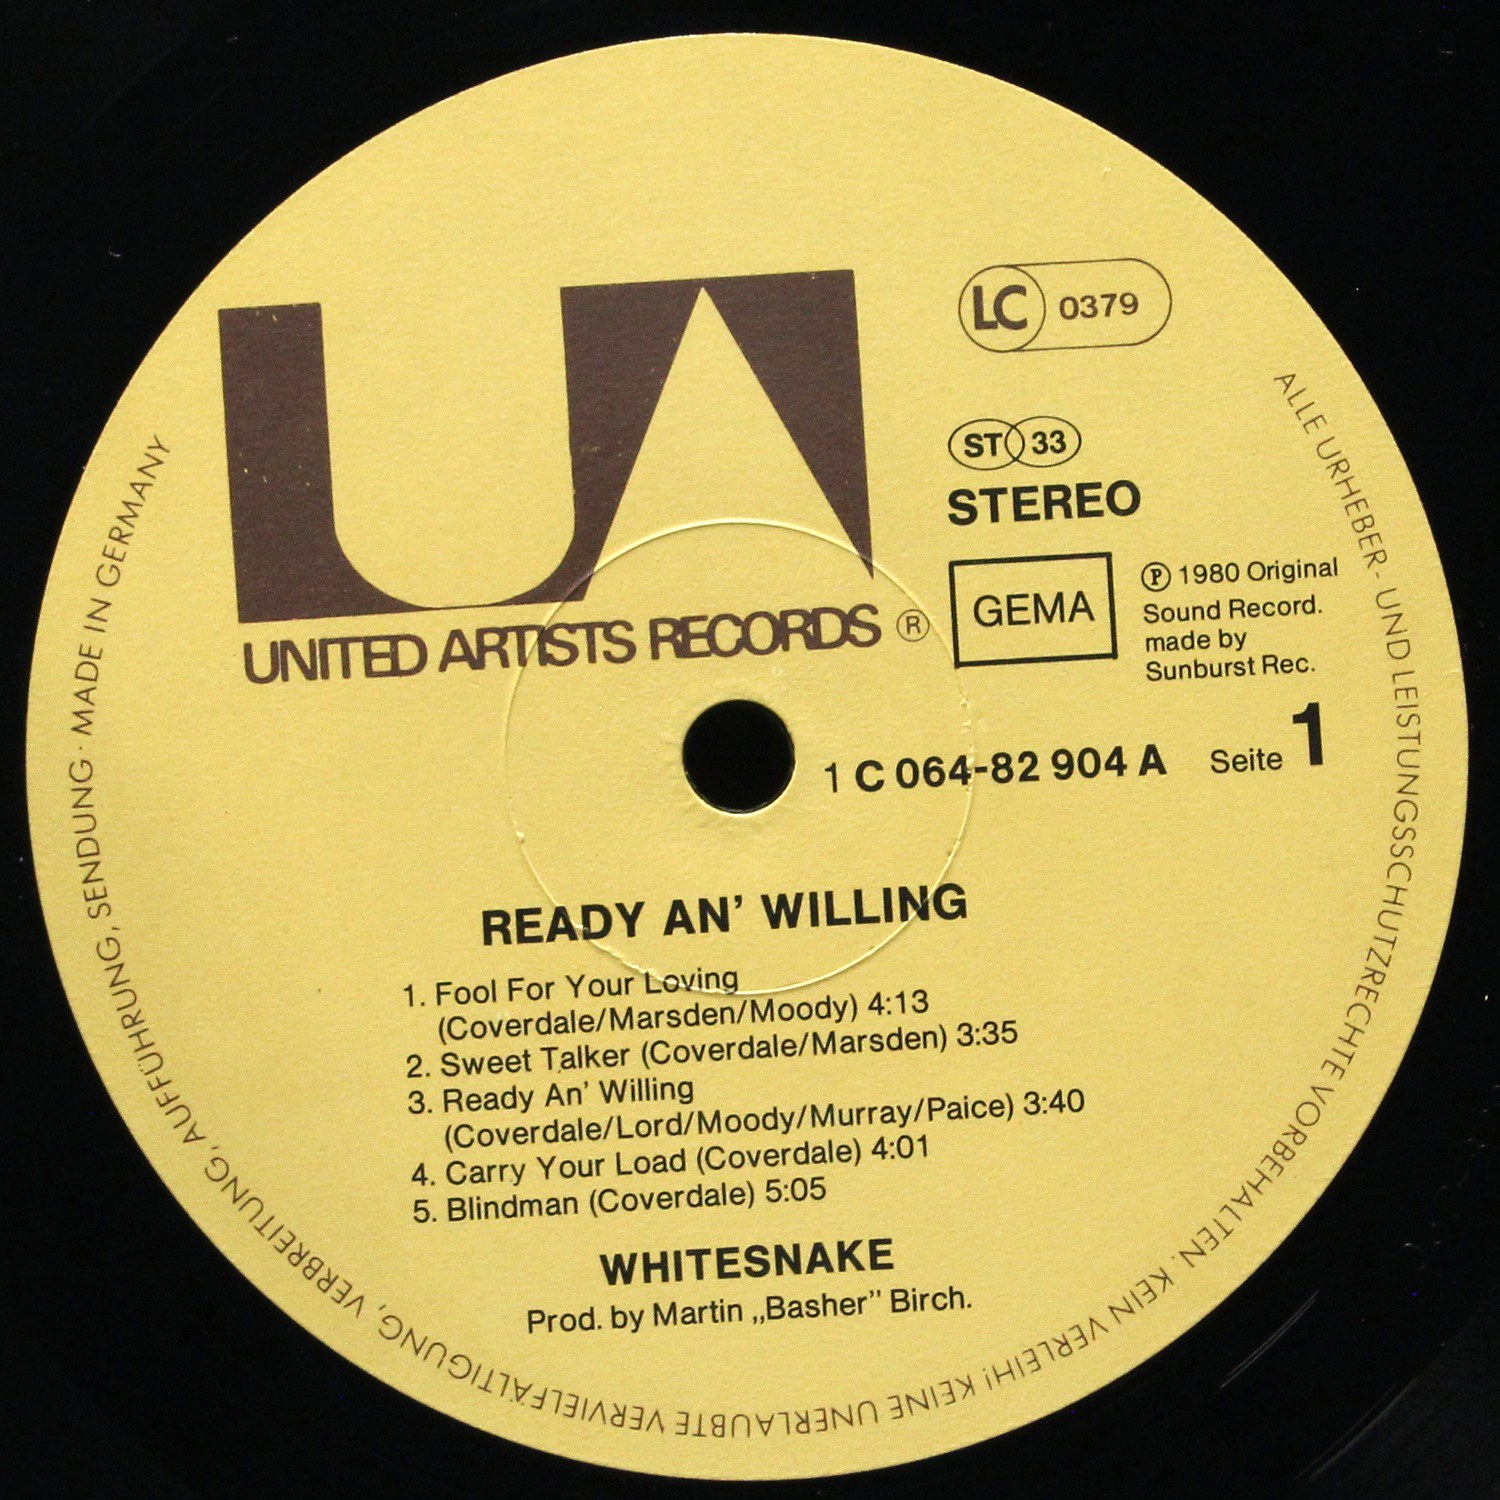 UA
UNITED ARTISTS RECORDS ®
LC 0379
ST 33
STEREO
GEMA
℗ 1980 Original
Sound Record.
made by
Sunburst Rec.
1 C 064-82 904 A Seite 1
READY AN' WILLING
1. Fool For Your Loving
(Coverdale/Marsden/Moody) 4:13
2. Sweet Talker (Coverdale/Marsden) 3:35
3. Ready An' Willing
(Coverdale/Lord/Moody/Murray/Paice) 3:40
4. Carry Your Load (Coverdale) 4:01
5. Blindman (Coverdale) 5:05
WHITESNAKE
Prod. by Martin „Basher” Birch.
ALLE URHEBER- UND LEISTUNGSSCHUTZRECHTE VORBEHALTEN. KEIN VERLEIH! KEINE UNERLAUBTE VERVIELFÄLTIGUNG, VERBREITUNG, AUFFÜHRUNG, SENDUNG · MADE IN GERMANY